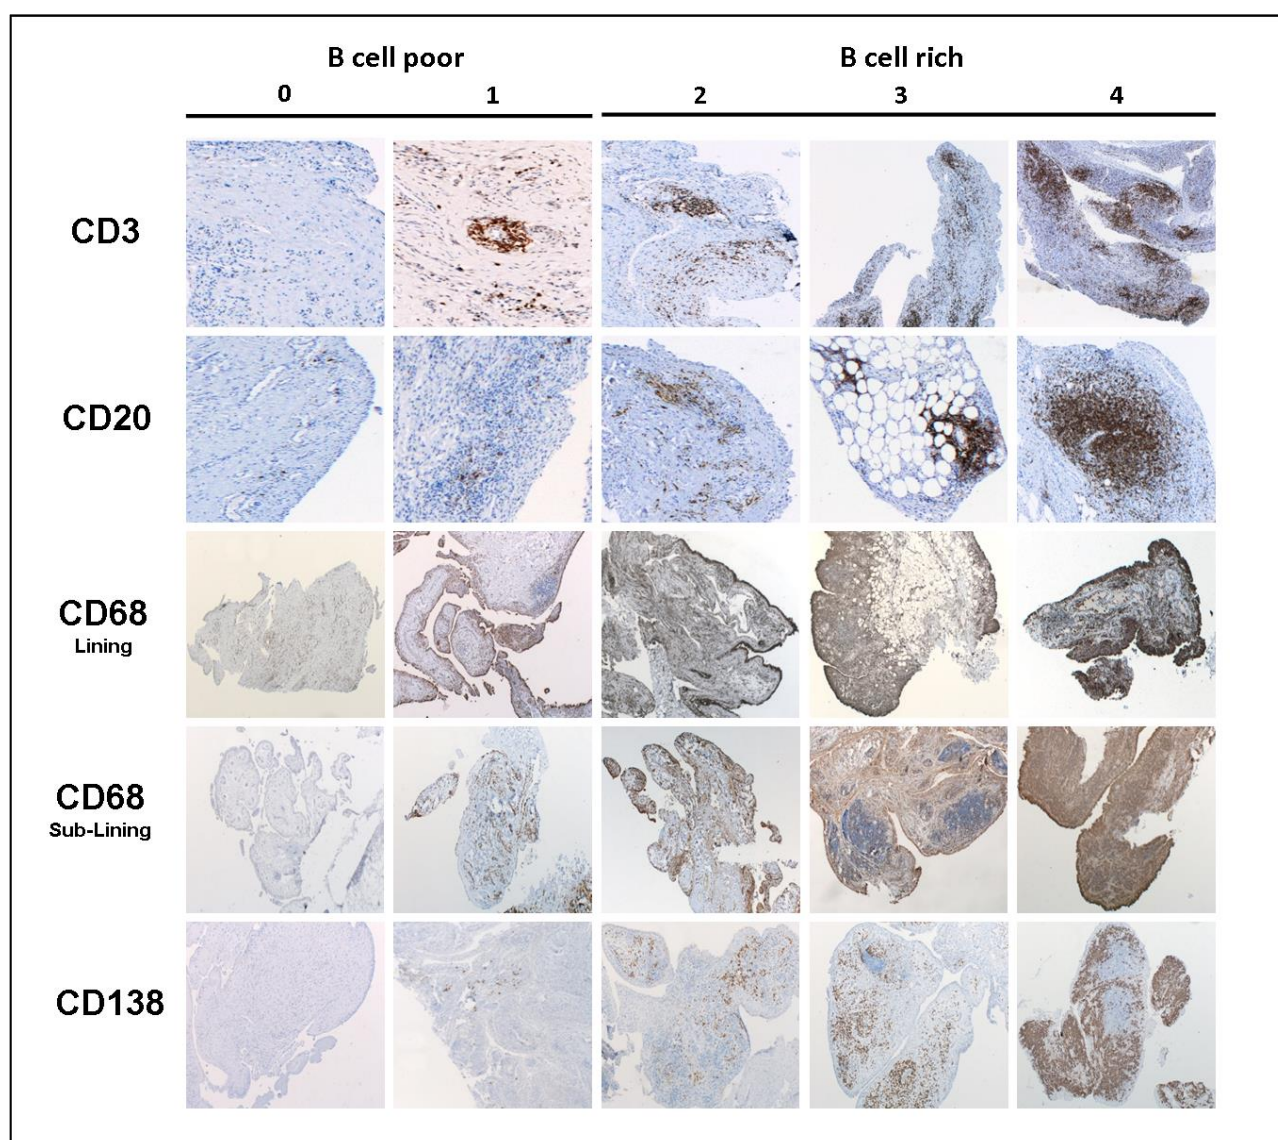 B cell poor
B cell rich
0 1 2 3 4
CD3
CD20
CD68
Lining
CD68
Sub-Lining
CD138